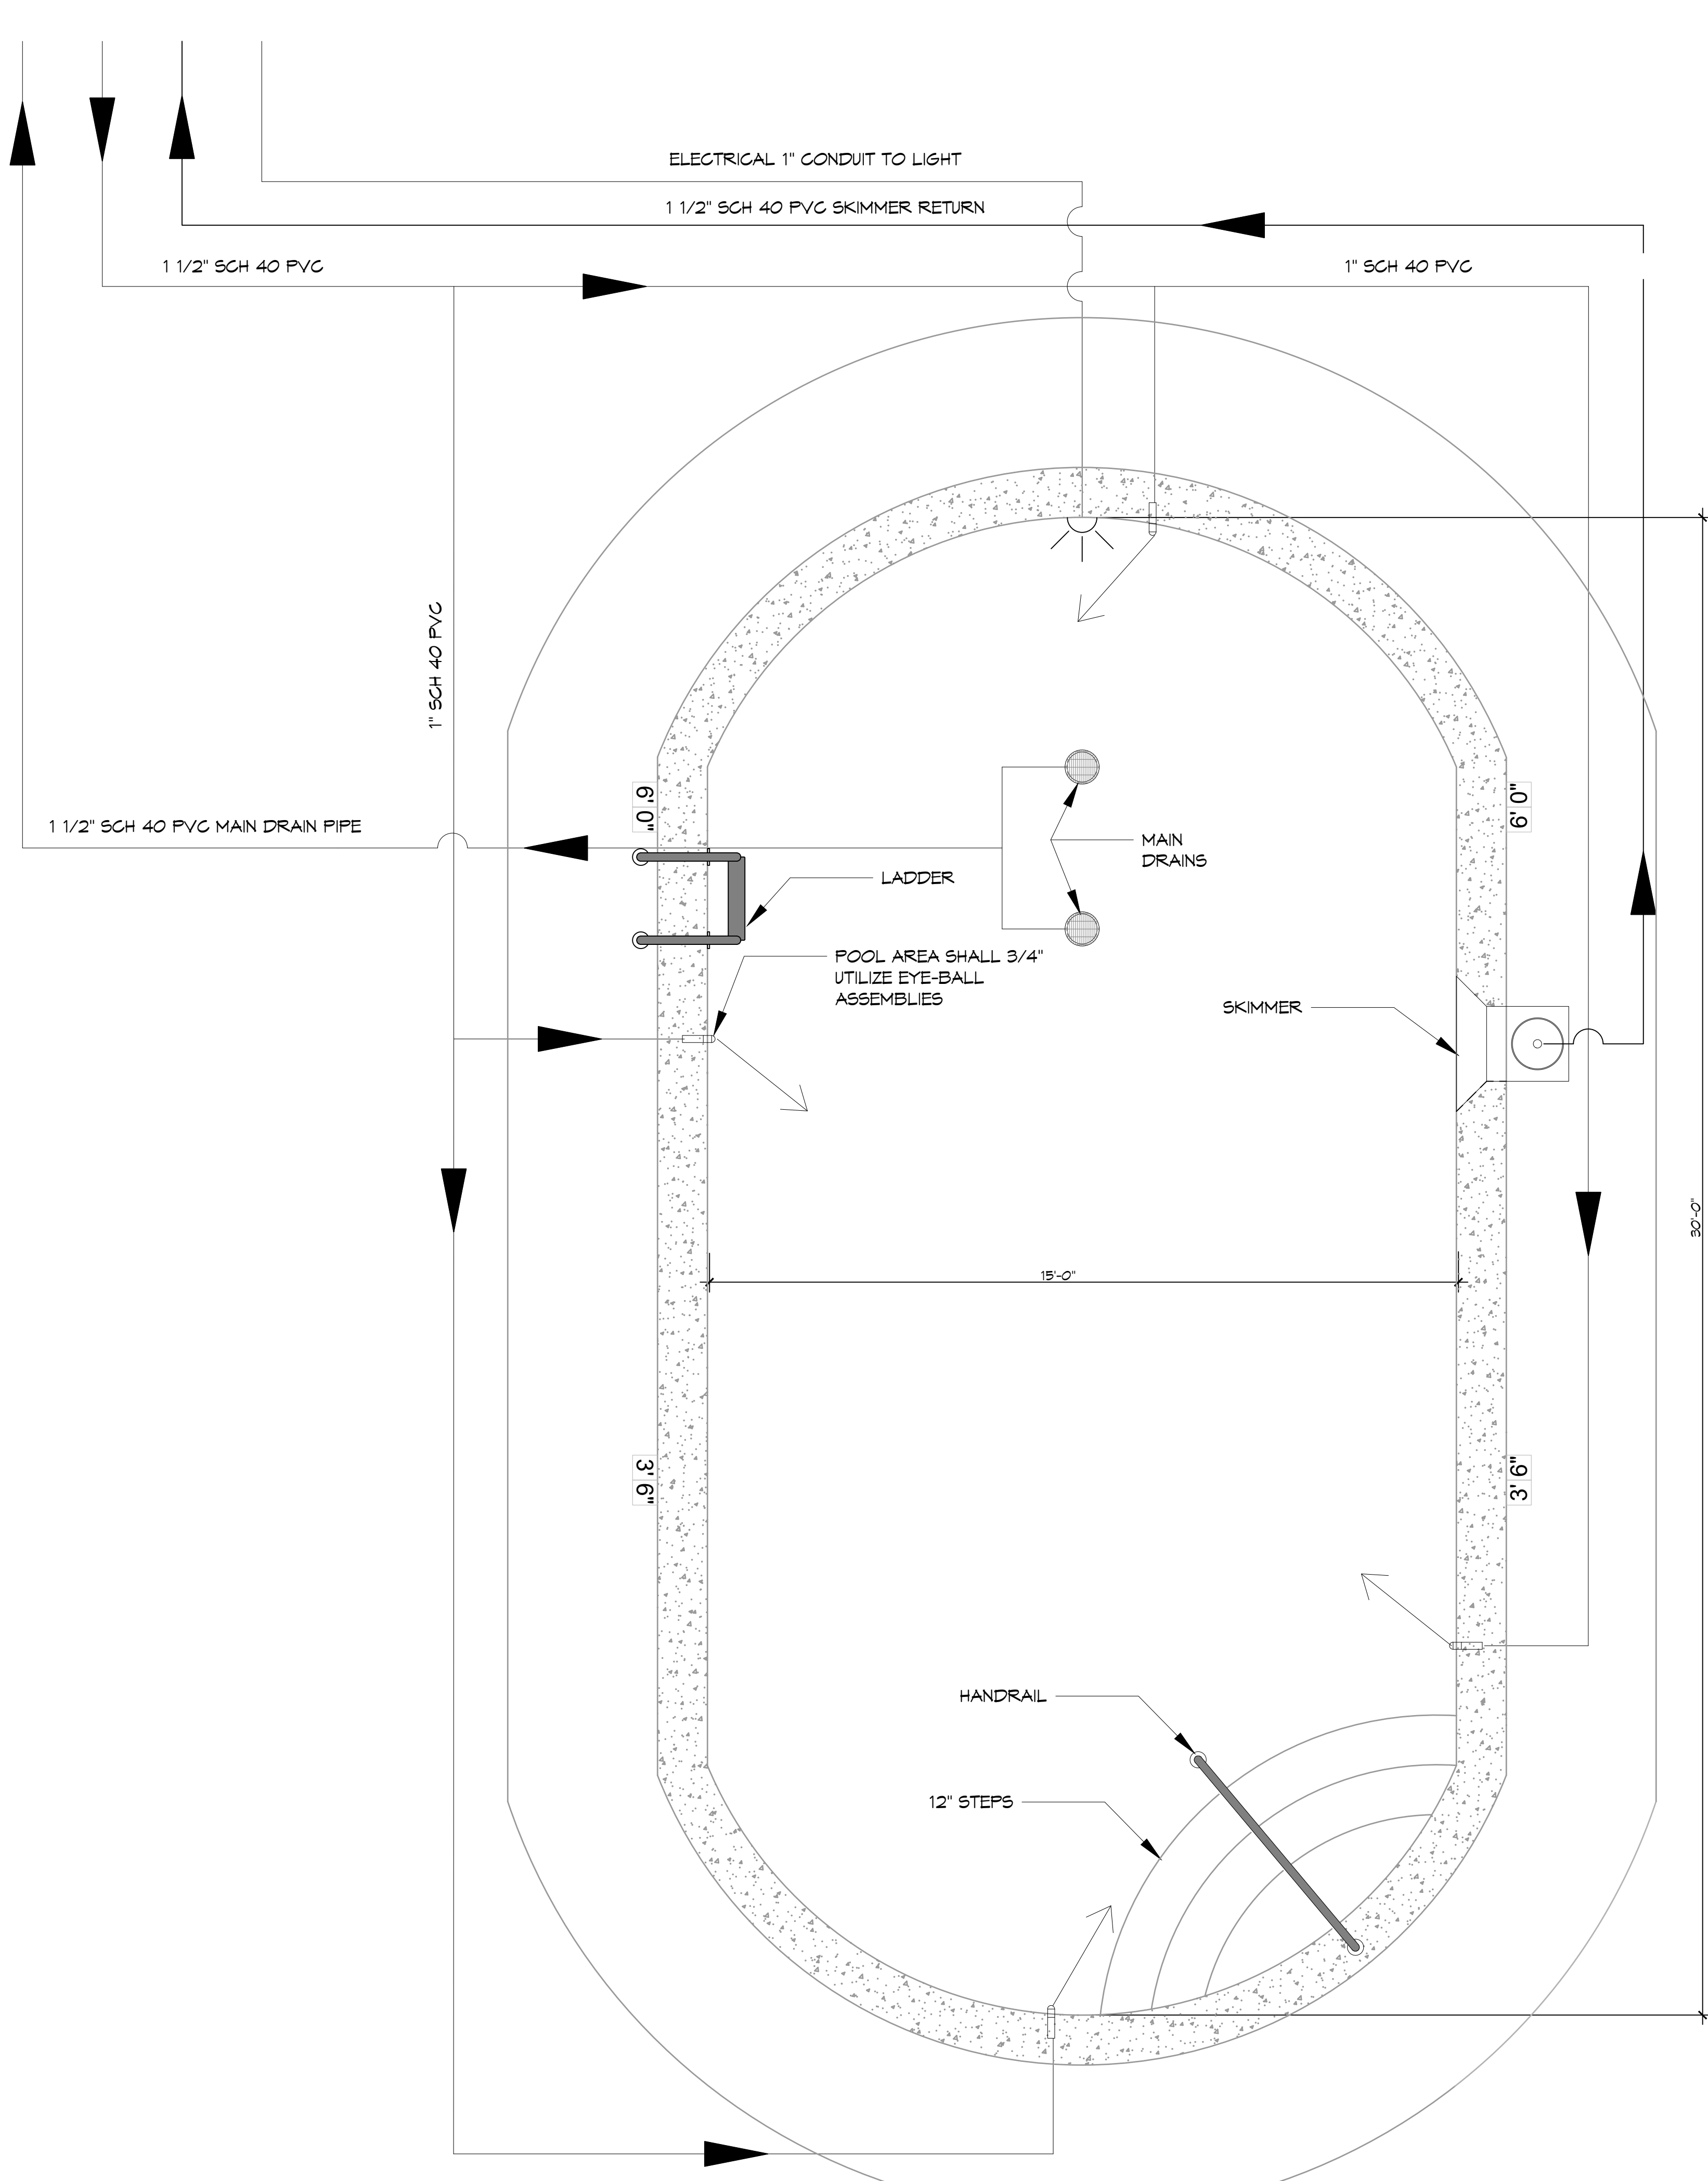 ELECTRICAL 1" CONDUIT TO LIGHT
1 1/2" SCH 40 PVC SKIMMER RETURN
1 1/2" SCH 40 PVC
1" SCH 40 PVC
1" SCH 40 PVC
6' 0"
6' 0"
1 1/2" SCH 40 PVC MAIN DRAIN PIPE
MAIN
DRAINS
LADDER
POOL AREA SHALL 3/4"
UTILIZE EYE-BALL
ASSEMBLIES
SKIMMER
30'-0"
15'-0"
3' 6"
3' 6"
HANDRAIL
12" STEPS